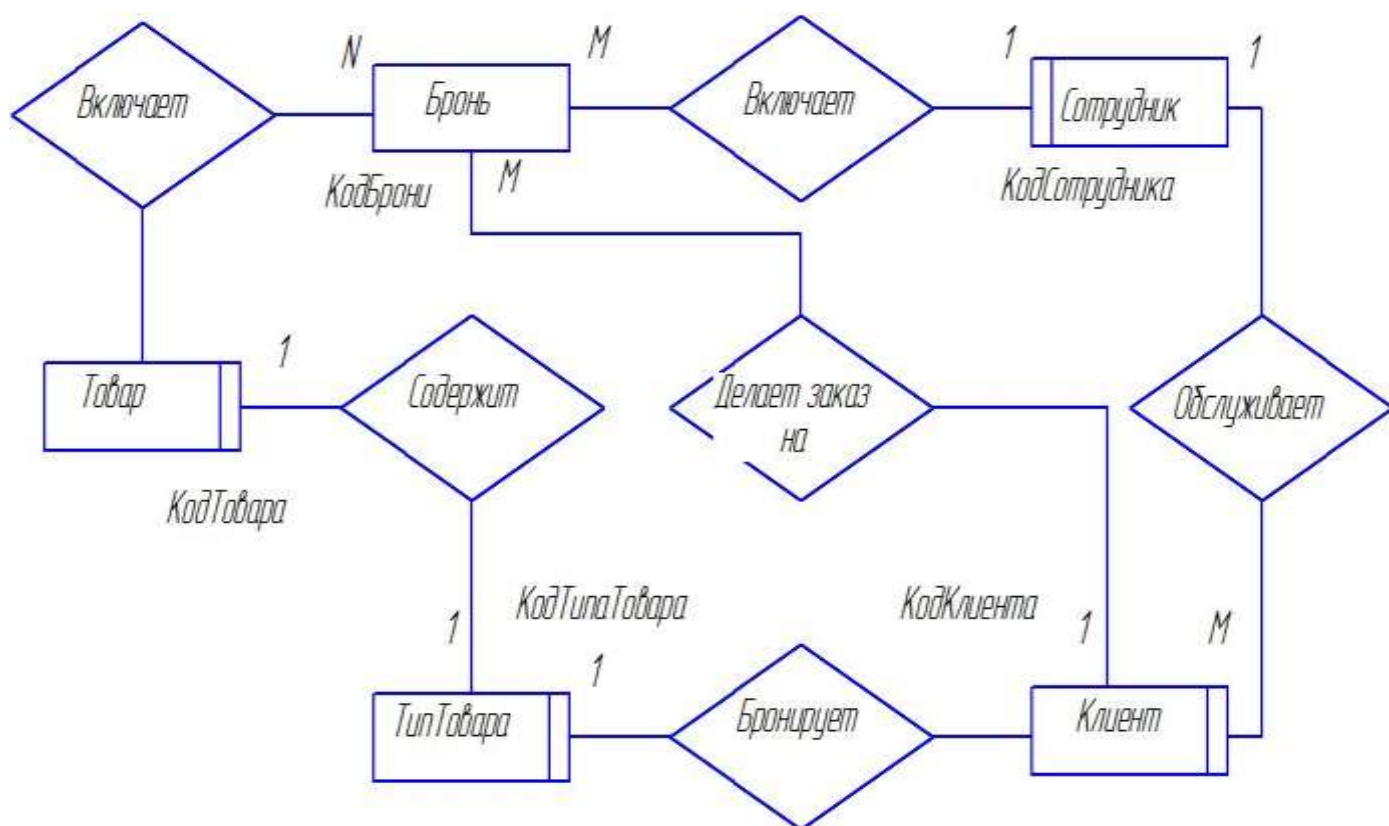 N
M
1
1
Включает
Бронь
Включает
Сотрудник
КодБрони
M
КодСотрудника
1
Товар
Содержит
Делает заказ
на
Обслуживает
КодТовара
КодТипаТовара
КодКлиента
1
1
1
M
ТипТовара
Бронирует
Клиент